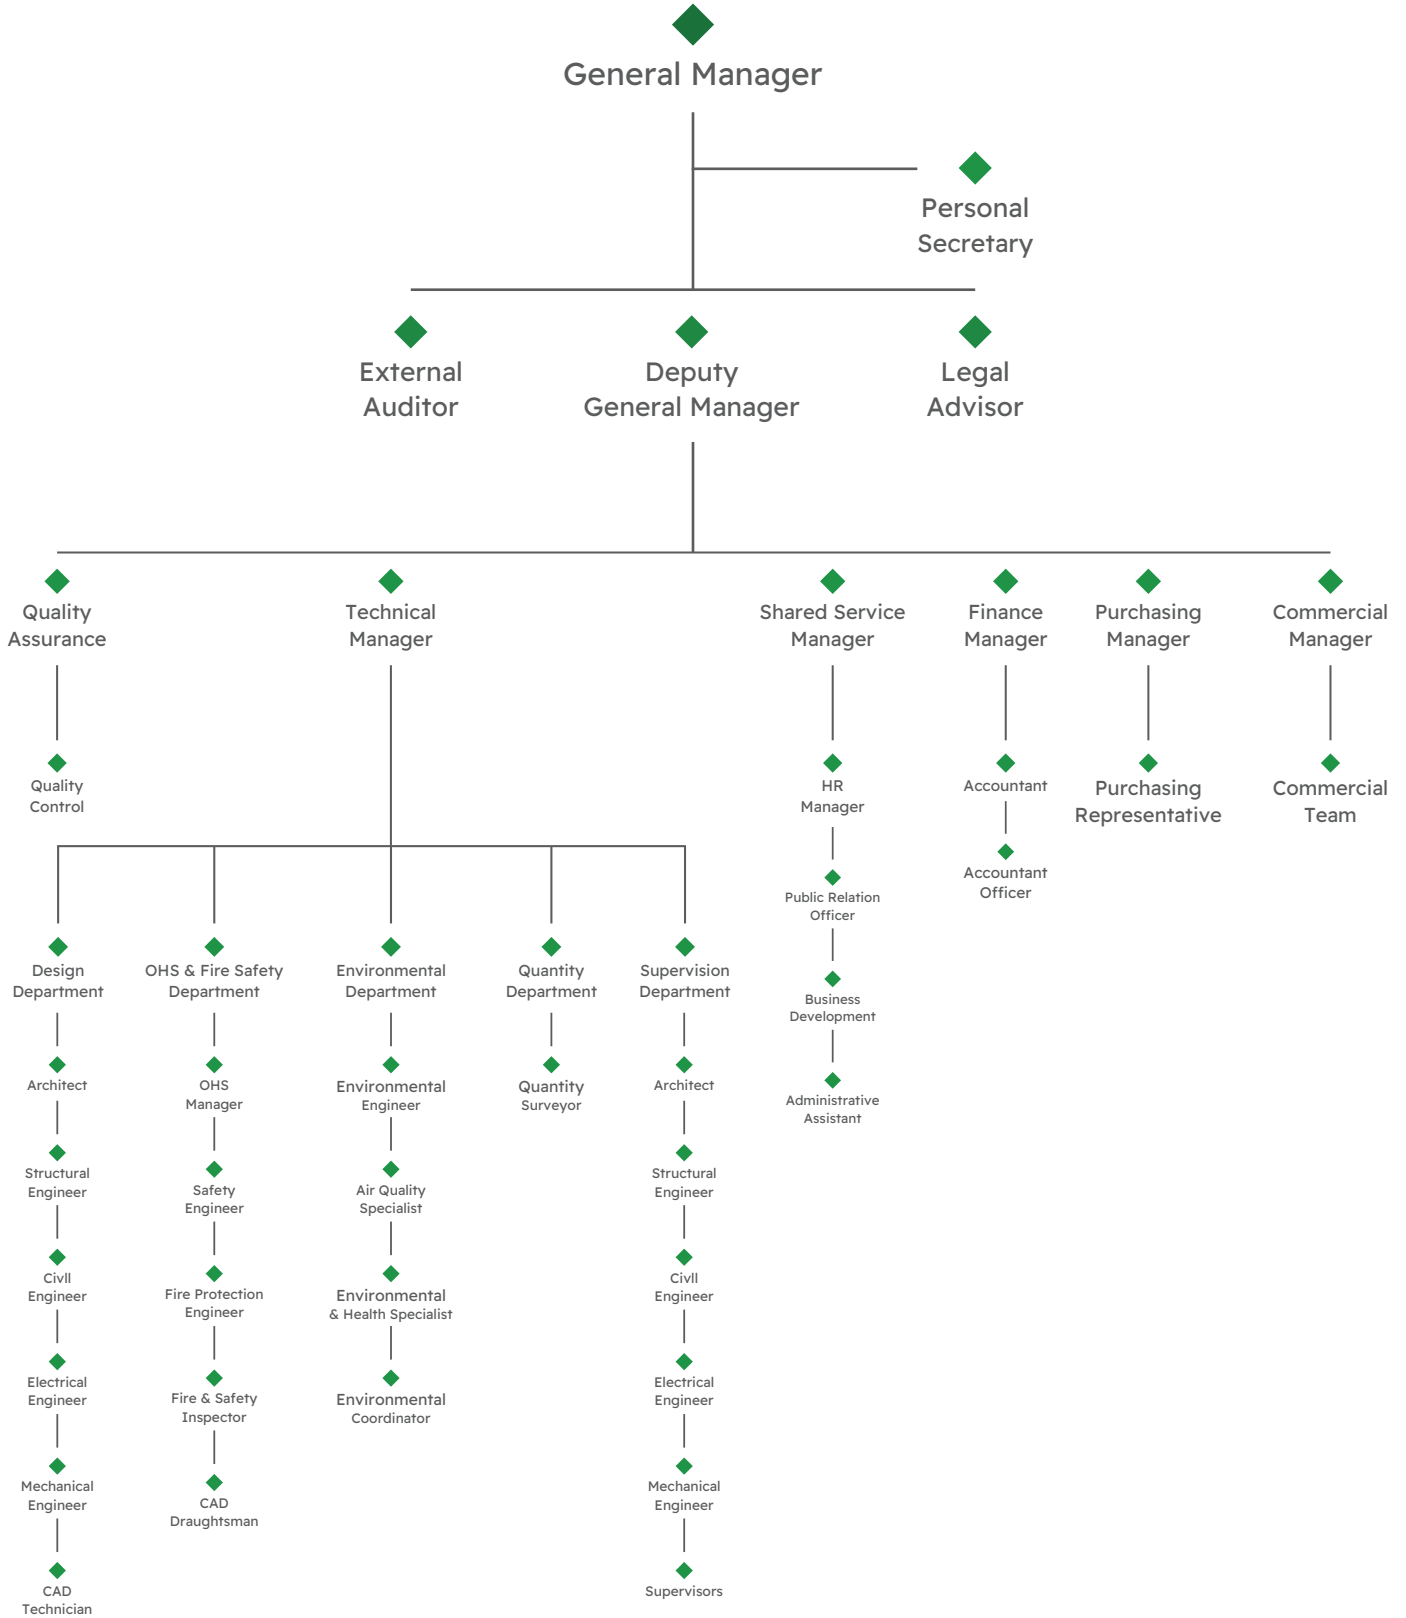 General Manager
Personal
Secretary
External
Auditor
Deputy
General Manager
Legal
Advisor
Quality
Assurance
Technical
Manager
Shared Service
Manager
Finance
Manager
Purchasing
Manager
Commercial
Manager
Quality
Control
HR
Manager
Public Relation
Officer
Business
Development
Administrative
Assistant
Accountant
Accountant
Officer
Purchasing
Representative
Commercial
Team
Design
Department
Architect
Structural
Engineer
Civll
Engineer
Electrical
Engineer
Mechanical
Engineer
CAD
Technician
OHS & Fire Safety
Department
OHS
Manager
Safety
Engineer
Fire Protection
Engineer
Fire & Safety
Inspector
CAD
Draughtsman
Environmental
Department
Environmental
Engineer
Air Quality
Specialist
Environmental
& Health Specialist
Environmental
Coordinator
Quantity
Department
Quantity
Surveyor
Supervision
Department
Architect
Structural
Engineer
Civll
Engineer
Electrical
Engineer
Mechanical
Engineer
Supervisors